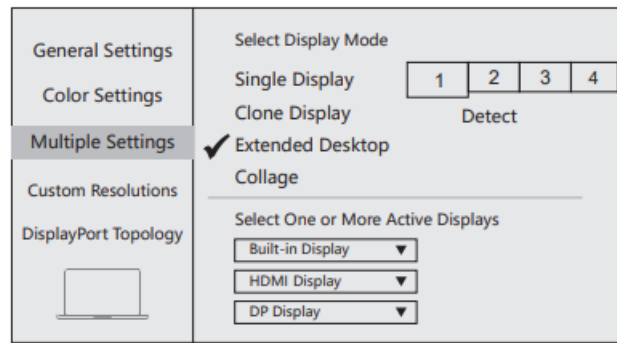 General Settings
Color Settings
Multiple Settings
Custom Resolutions
DisplayPort Topology
Select Display Mode
Single Display
Clone Display
Extended Desktop
Collage
1 2 3 4
Detect
Select One or More Active Displays
Built-in Display
HDMI Display
DP Display